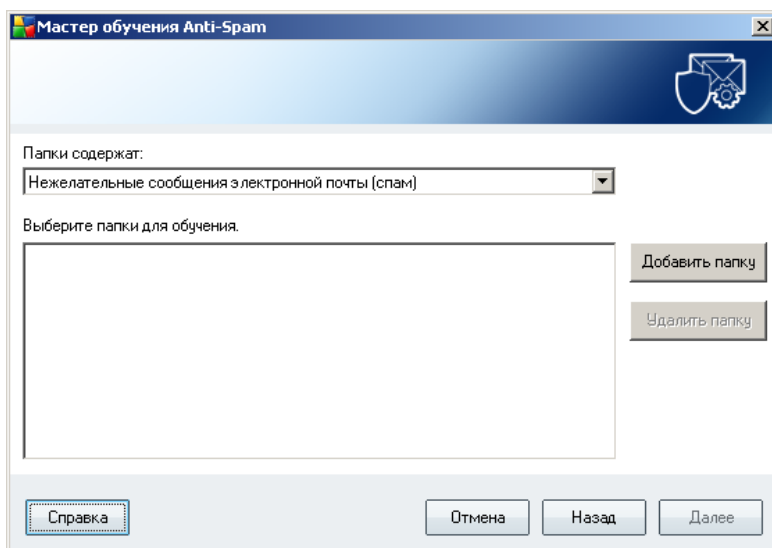 Мастер обучения Anti-Spam
Папки содержат:
Нежелательные сообщения электронной почты (спам)
Выберите папки для обучения.
Добавить папку
Удалить папку
Справка
Отмена
Назад
Далее